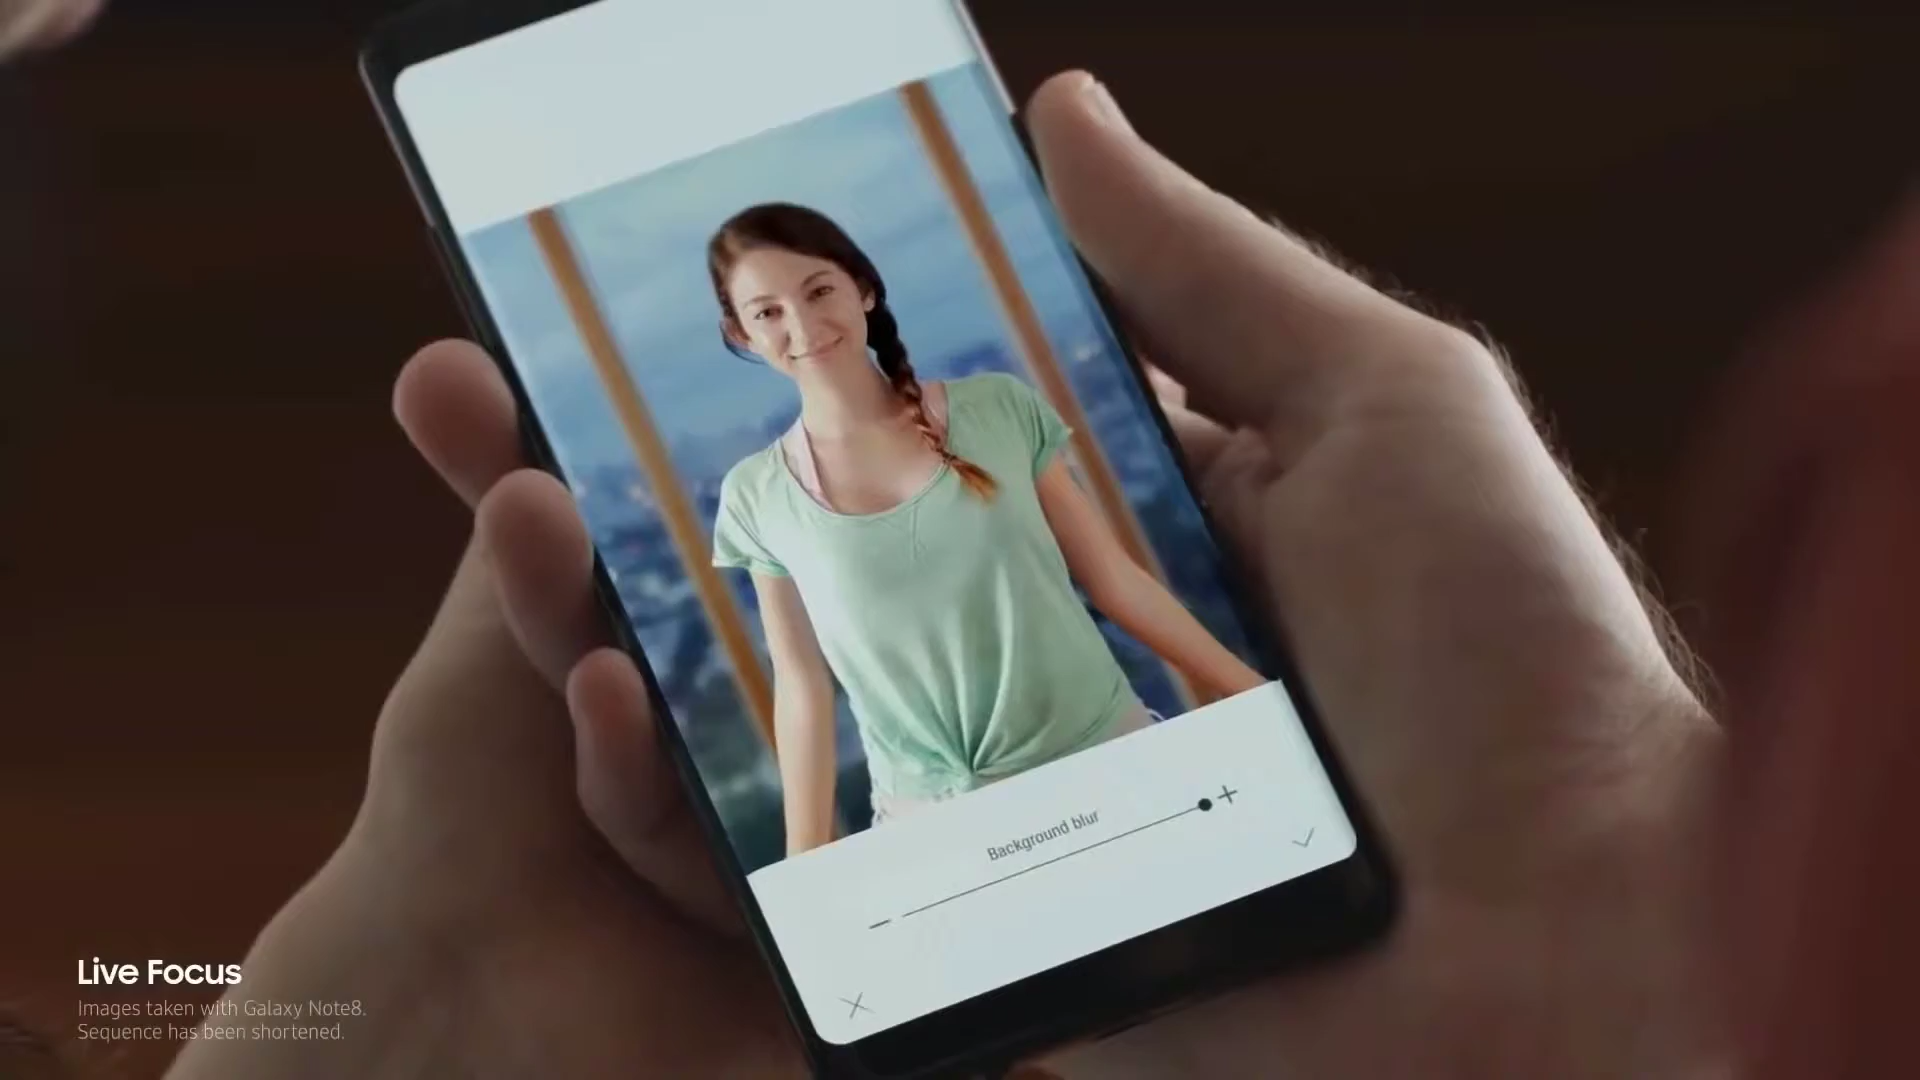 Background blur
Live Focus
Images taken with Galaxy Note8.
Sequence has been shortened.